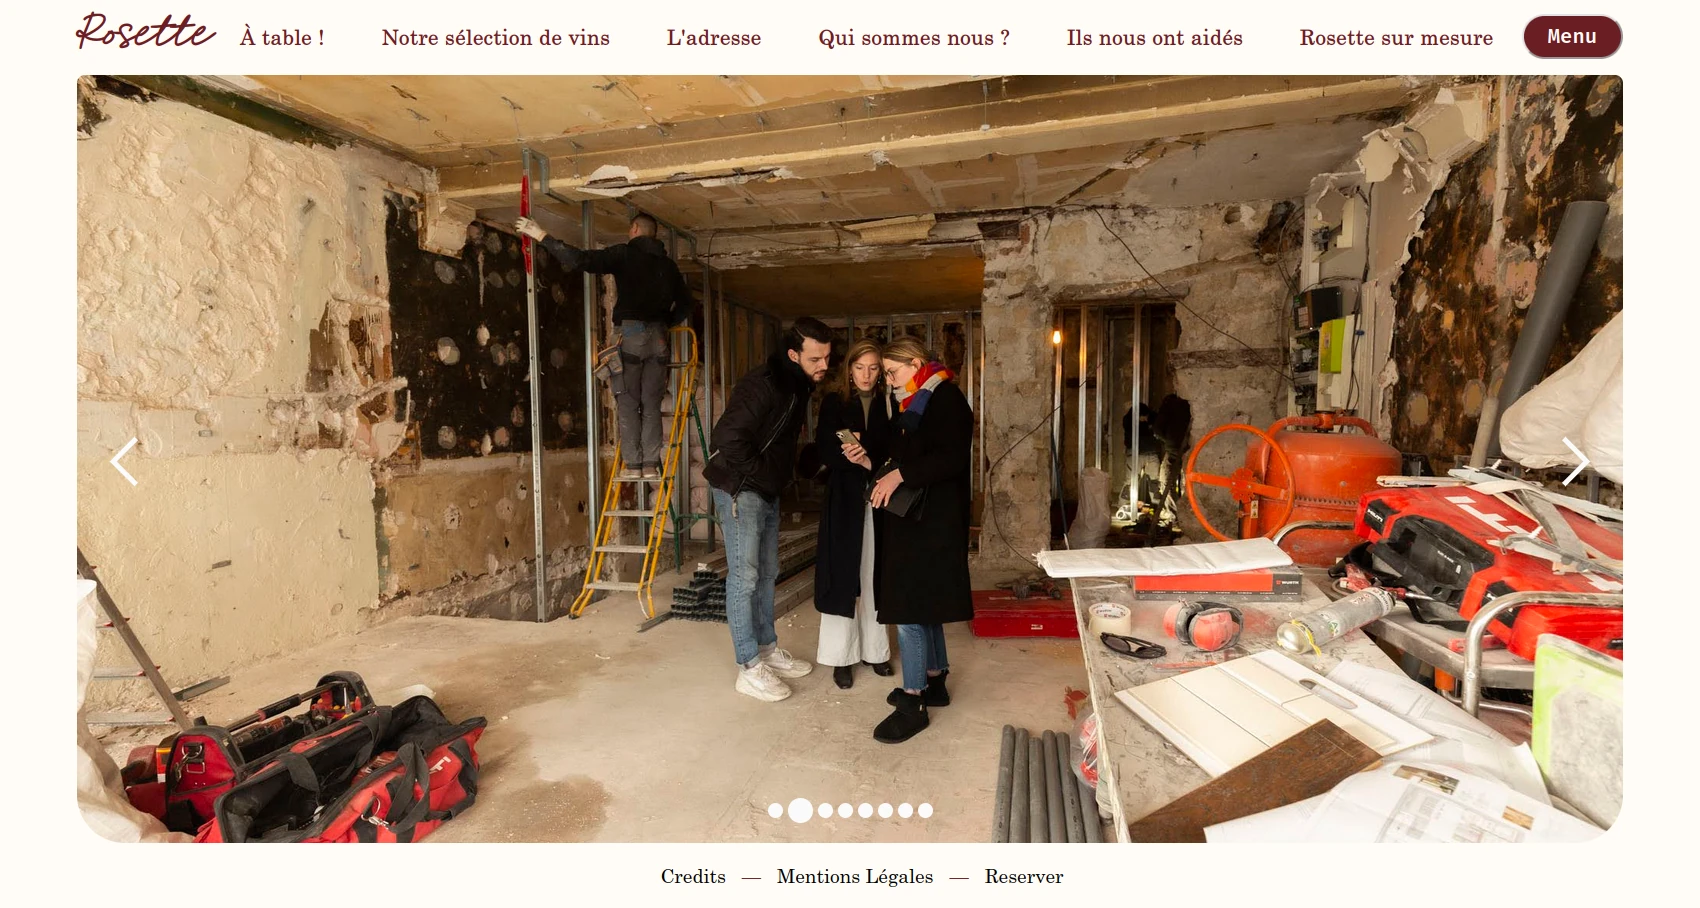 Rosette
À table !
Notre sélection de vins
L'adresse
Qui sommes nous ?
Ils nous ont aidés
Rosette sur mesure
Menu
Credits — Mentions Légales — Reserver